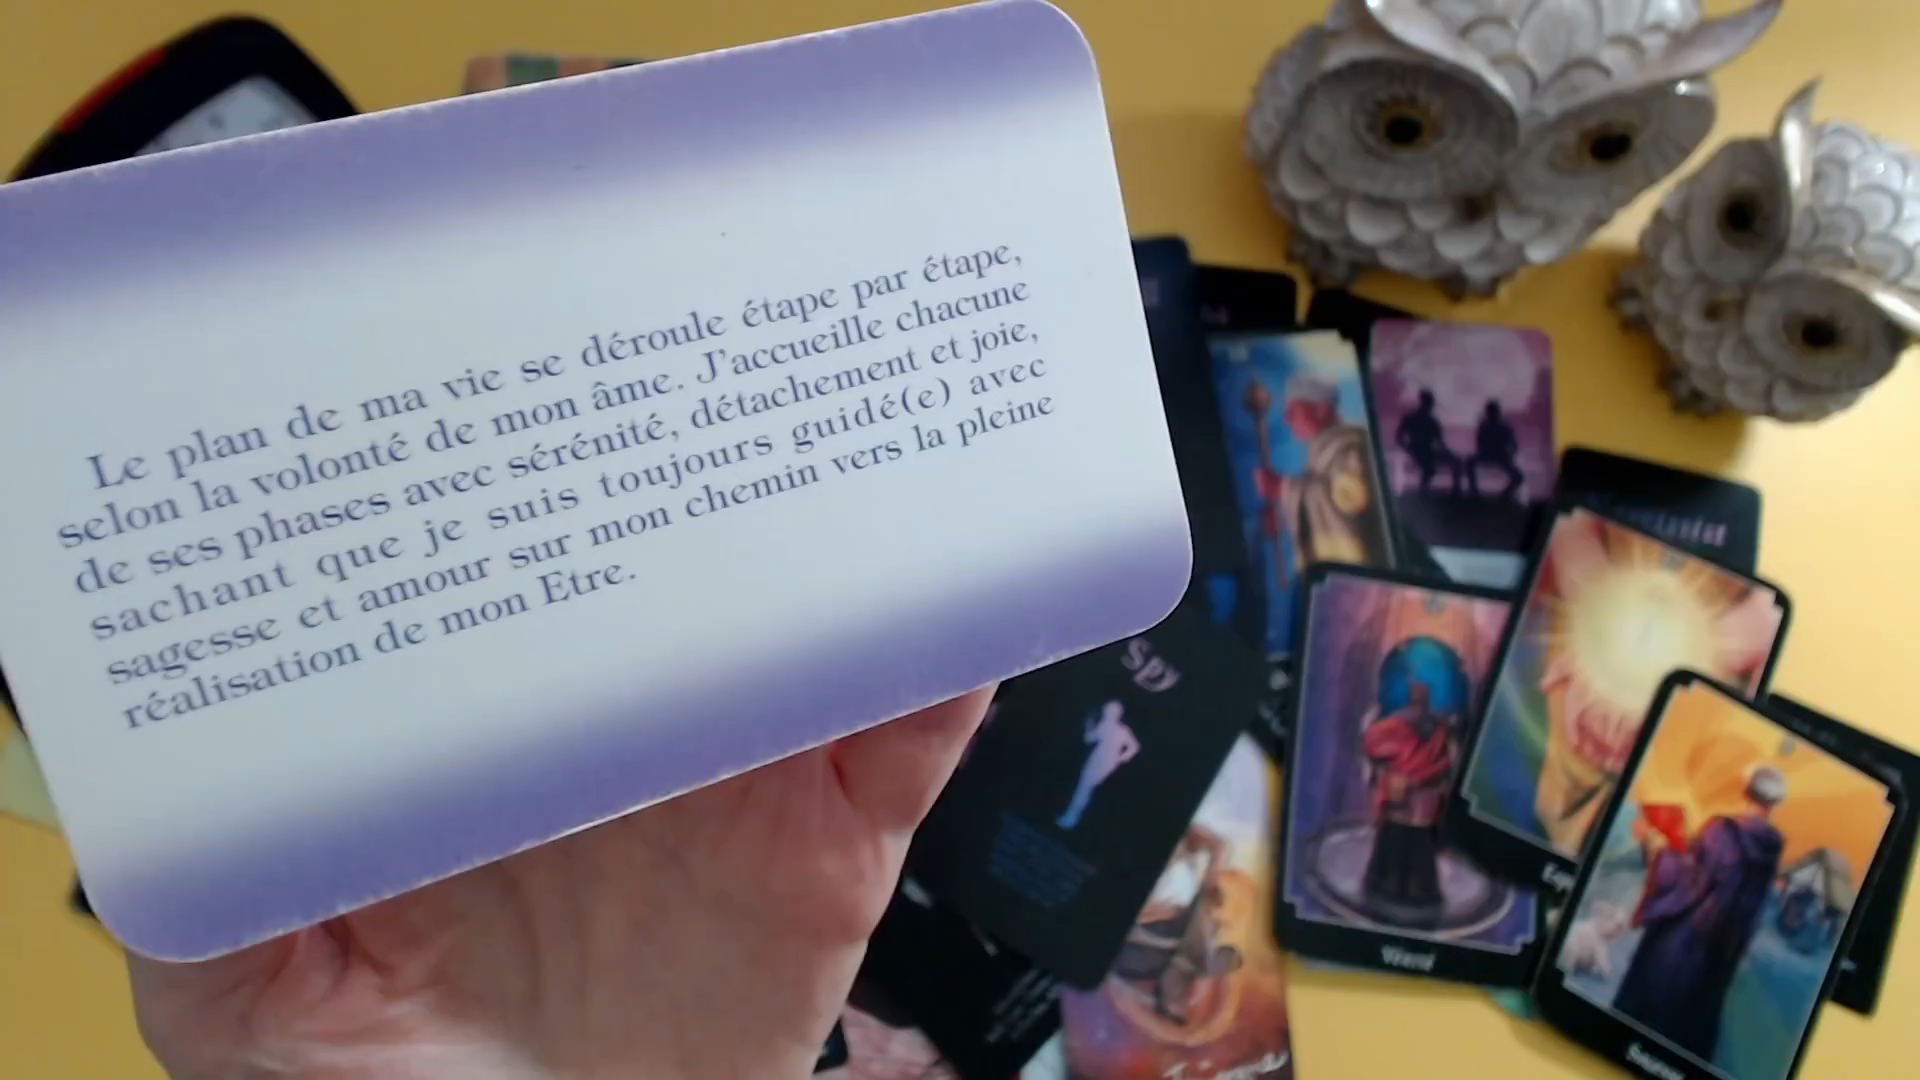 Le plan de ma vie se déroule étape par étape,
selon la volonté de mon âme. J'accueille chacune
de ses phases avec sérénité, détachement et joie,
sachant que je suis toujours guidé(e) avec
sagesse et amour sur mon chemin vers la pleine
réalisation de mon Etre.
Spy